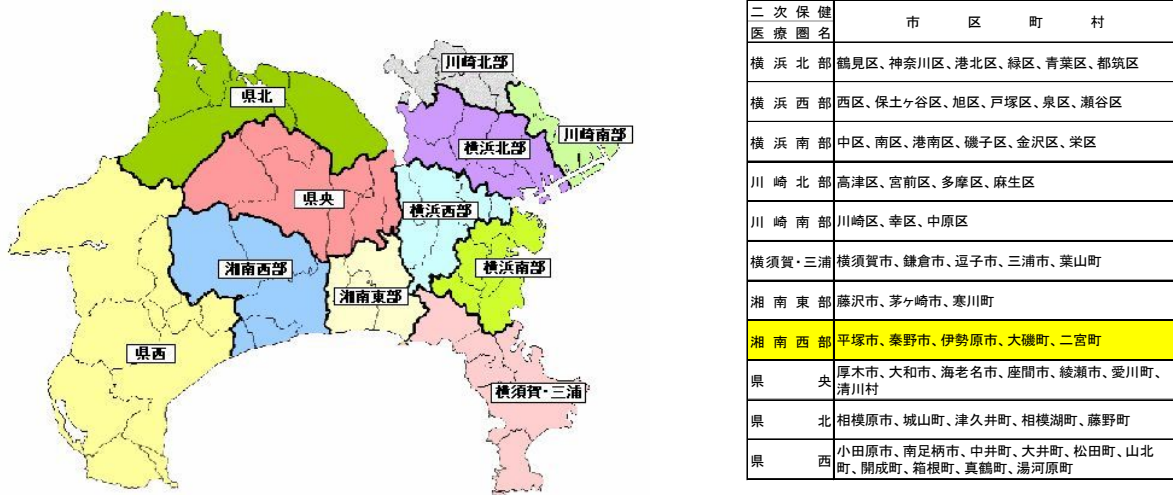 川崎北部
県北
川崎南部
横浜北部
県央
横浜西部
湘南西部
横浜南部
湘南東部
県西
横須賀・三浦
二次保健
医療圏名
市区町村
横浜北部 鶴見区、神奈川区、港北区、緑区、青葉区、都筑区
横浜西部 西区、保土ヶ谷区、旭区、戸塚区、泉区、瀬谷区
横浜南部 中区、南区、港南区、磯子区、金沢区、栄区
川崎北部 高津区、宮前区、多摩区、麻生区
川崎南部 川崎区、幸区、中原区
横須賀・三浦 横須賀市、鎌倉市、逗子市、三浦市、葉山町
湘南東部 藤沢市、茅ヶ崎市、寒川町
湘南西部 平塚市、秦野市、伊勢原市、大磯町、二宮町
県央 厚木市、大和市、海老名市、座間市、綾瀬市、愛川町、
清川村
県北 相模原市、城山町、津久井町、相模湖町、藤野町
県西 小田原市、南足柄市、中井町、大井町、松田町、山北
町、開成町、箱根町、真鶴町、湯河原町